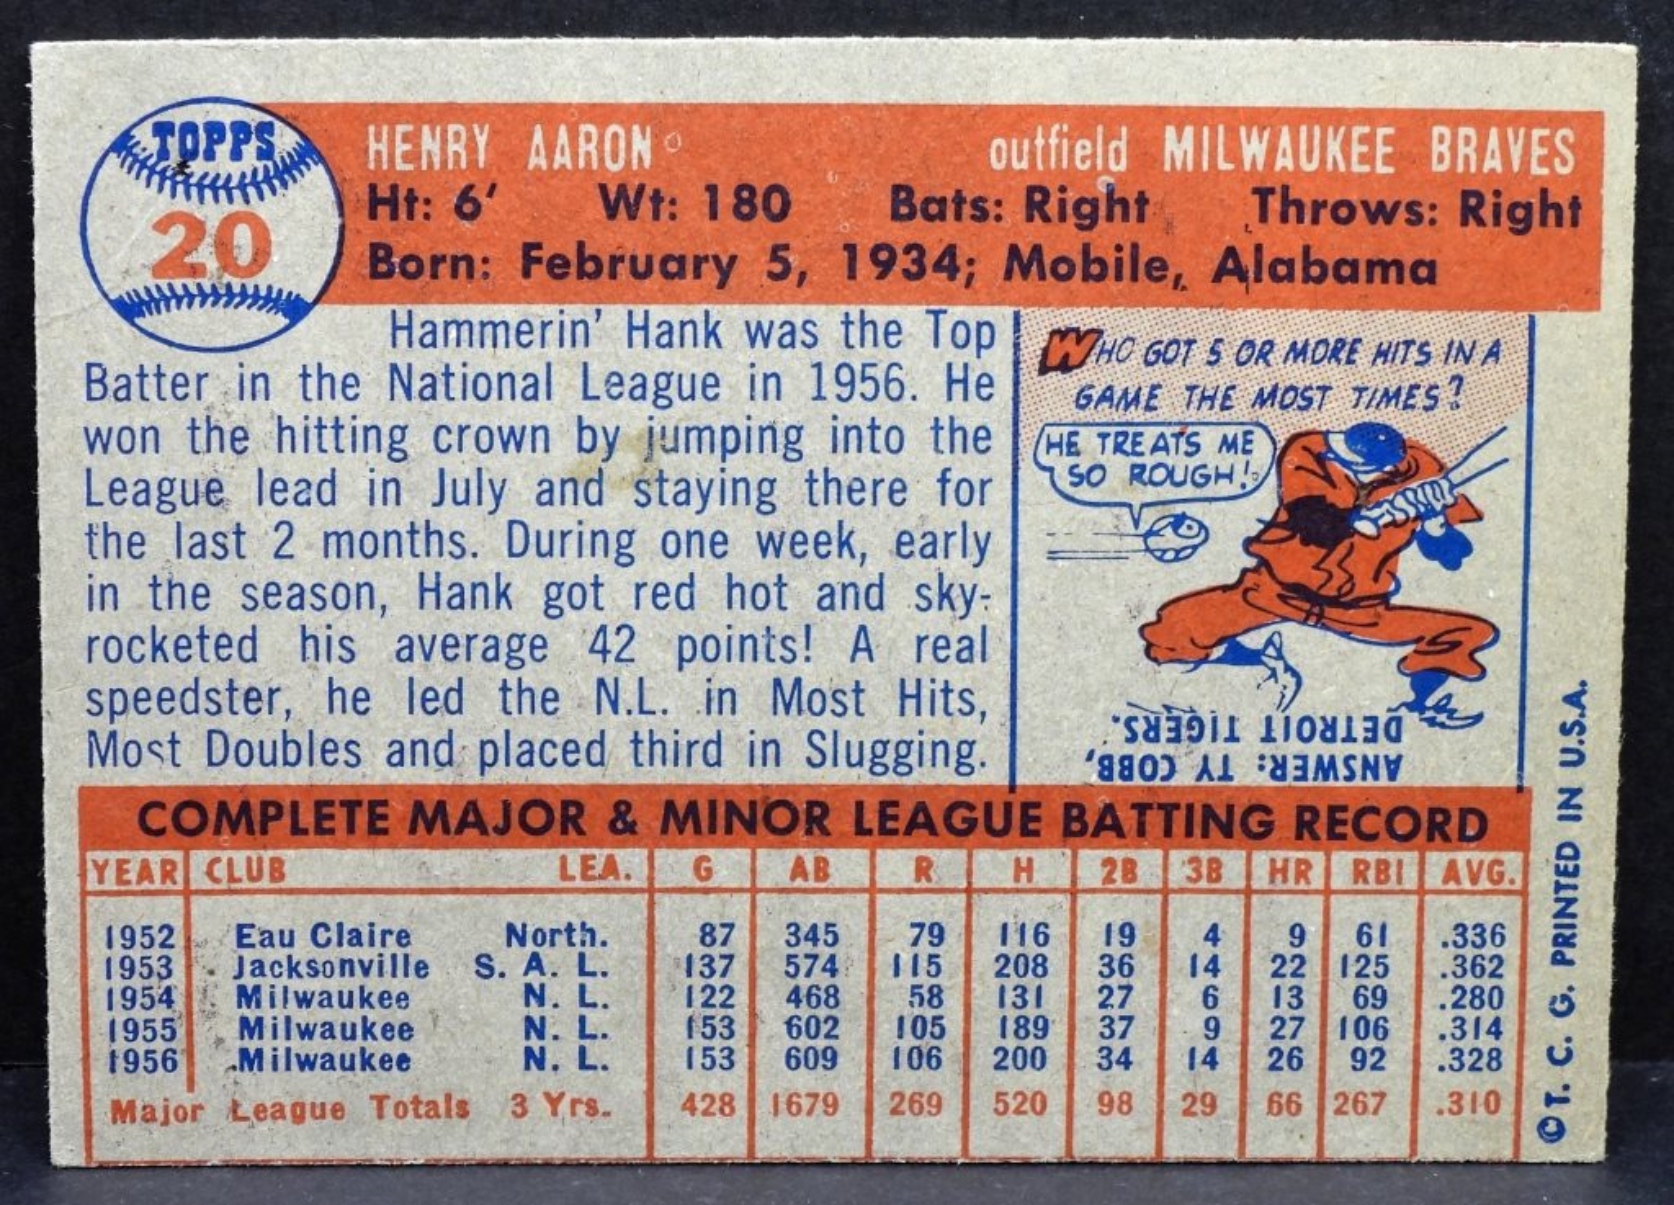 TOPPS
20
HENRY AARON outfield MILWAUKEE BRAVES
Ht: 6' Wt: 180 Bats: Right Throws: Right
Born: February 5, 1934; Mobile, Alabama
Hammerin' Hank was the Top
Batter in the National League in 1956. He
won the hitting crown by jumping into the
League lead in July and staying there for
the last 2 months. During one week, early
in the season, Hank got red hot and sky-
rocketed his average 42 points! A real
speedster, he led the N.L. in Most Hits,
Most Doubles and placed third in Slugging.
WHO GOT 5 OR MORE HITS IN A
GAME THE MOST TIMES?
HE TREATS ME
SO ROUGH!
ANSWER: TY COBB,
DETROIT TIGERS.
COMPLETE MAJOR & MINOR LEAGUE BATTING RECORD
YEAR CLUB LEA. G AB R H 2B 3B HR RBI AVG.
1952 Eau Claire North. 87 345 79 116 19 4 9 61 .336
1953 Jacksonville S. A. L. 137 574 115 208 36 14 22 125 .362
1954 Milwaukee N. L. 122 468 58 131 27 6 13 69 .280
1955 Milwaukee N. L. 153 602 105 189 37 9 27 106 .314
1956 Milwaukee N. L. 153 609 106 200 34 14 26 92 .328
Major League Totals 3 Yrs. 428 1679 269 520 98 29 66 267 .310
© T. C. G. PRINTED IN U.S.A.